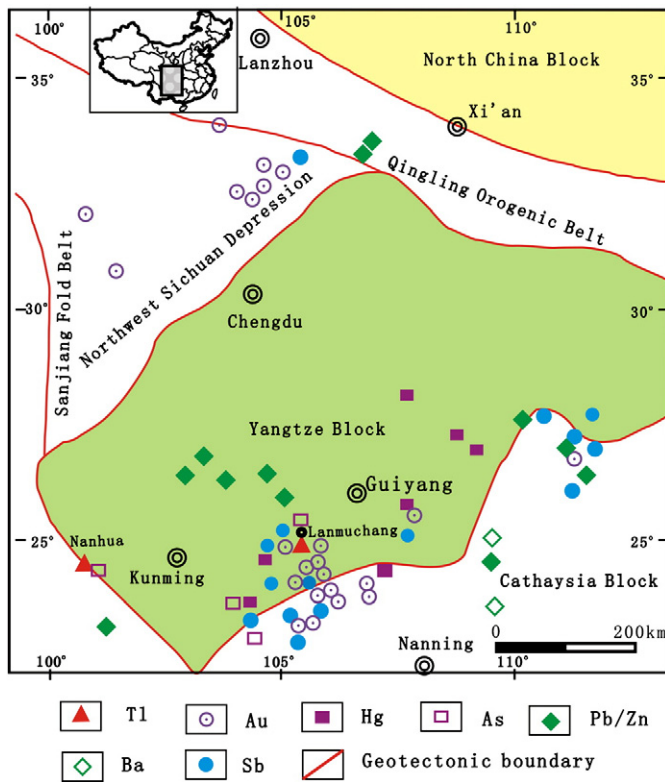 100°
105°
110°
35°
35°
Lanzhou
North China Block
Xi'an
Qingling Orogenic Belt
Northwest Sichuan Depression
Sanjiang Fold Belt
30°
30°
Chengdu
Yangtze Block
Guiyang
Lanmuchang
Nanhua
25°
25°
Kunming
Cathaysia Block
0 200km
Nanning
100°
105°
110°
Tl
Au
Hg
As
Pb/Zn
Ba
Sb
Geotectonic boundary